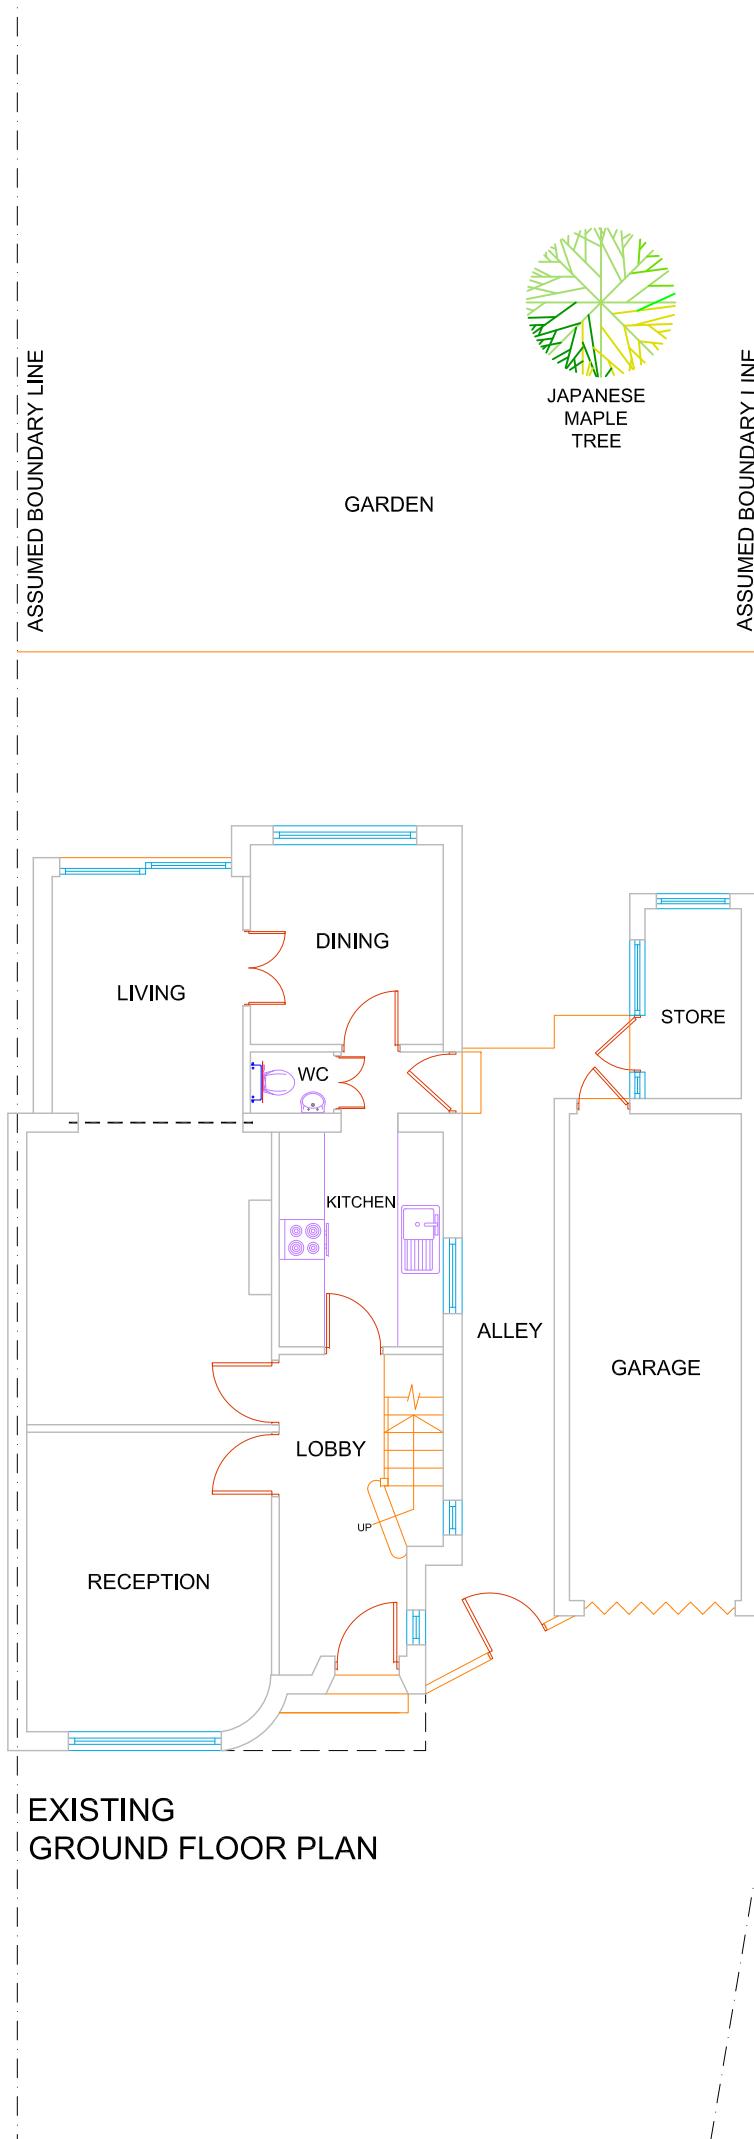 JAPANESE
MAPLE
TREE
ASSUMED BOUNDARY LINE
ASSUMED BOUNDARY LINE
GARDEN
DINING
LIVING
STORE
WC
KITCHEN
ALLEY
GARAGE
LOBBY
UP
RECEPTION
EXISTING
GROUND FLOOR PLAN